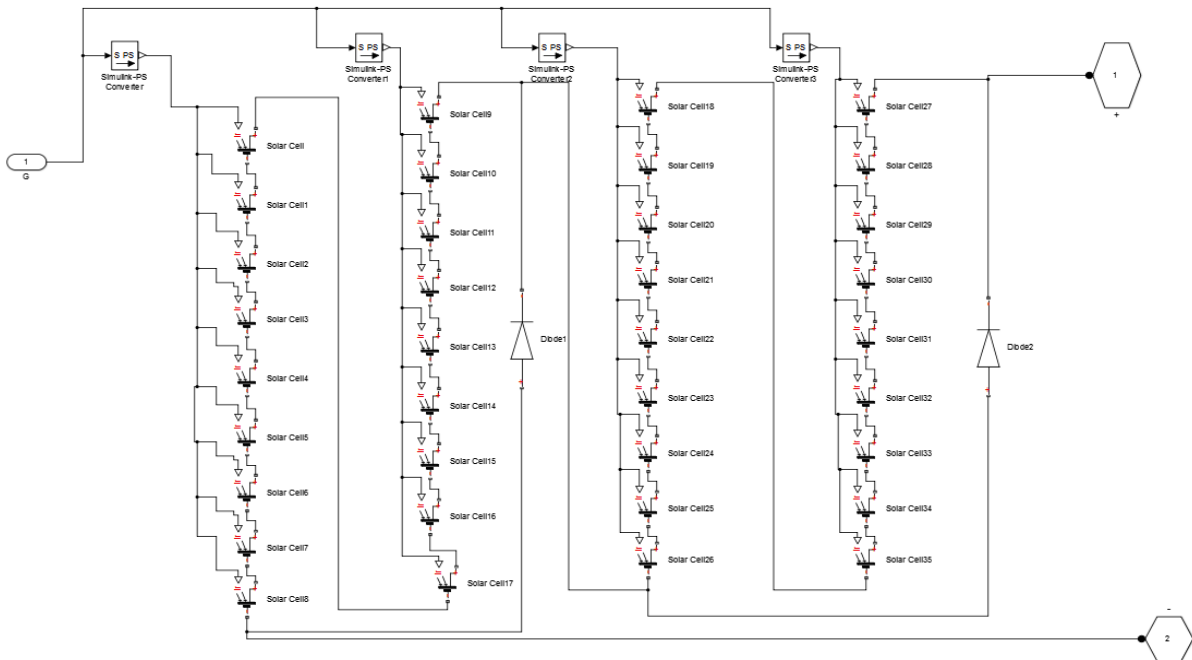 S PS
Simulink-PS
Converter
S PS
Simulink-PS
Converter1
S PS
Simulink-PS
Converter2
S PS
Simulink-PS
Converter3
1
+
1
G
Solar Cell
Solar Cell1
Solar Cell2
Solar Cell3
Solar Cell4
Solar Cell5
Solar Cell6
Solar Cell7
Solar Cell8
Solar Cell9
Solar Cell10
Solar Cell11
Solar Cell12
Solar Cell13
Solar Cell14
Solar Cell15
Solar Cell16
Solar Cell17
Diode1
Solar Cell18
Solar Cell19
Solar Cell20
Solar Cell21
Solar Cell22
Solar Cell23
Solar Cell24
Solar Cell25
Solar Cell26
Solar Cell27
Solar Cell28
Solar Cell29
Solar Cell30
Solar Cell31
Solar Cell32
Solar Cell33
Solar Cell34
Solar Cell35
Diode2
-
2